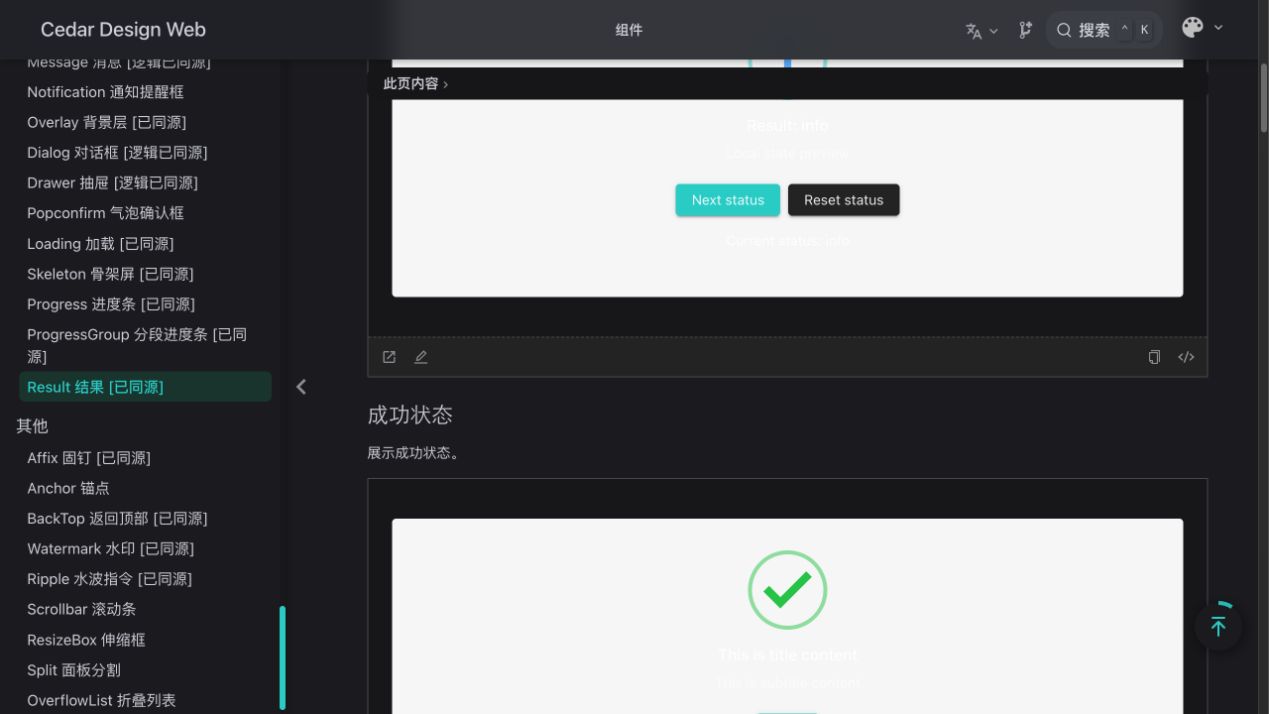 Cedar Design Web
组件
搜索 ^ K
Message 消息 [逻辑已同源]
Notification 通知提醒框
Overlay 背景层 [已同源]
Dialog 对话框 [逻辑已同源]
Drawer 抽屉 [逻辑已同源]
Popconfirm 气泡确认框
Loading 加载 [已同源]
Skeleton 骨架屏 [已同源]
Progress 进度条 [已同源]
ProgressGroup 分段进度条 [已同
源]
Result 结果 [已同源]
其他
Affix 固钉 [已同源]
Anchor 锚点
BackTop 返回顶部 [已同源]
Watermark 水印 [已同源]
Ripple 水波指令 [已同源]
Scrollbar 滚动条
ResizeBox 伸缩框
Split 面板分割
OverflowList 折叠列表
此页内容 ›
Result: info
Local state preview
Next status
Reset status
Current status: info
</>
成功状态
展示成功状态。
This is title content
This is subtitle content